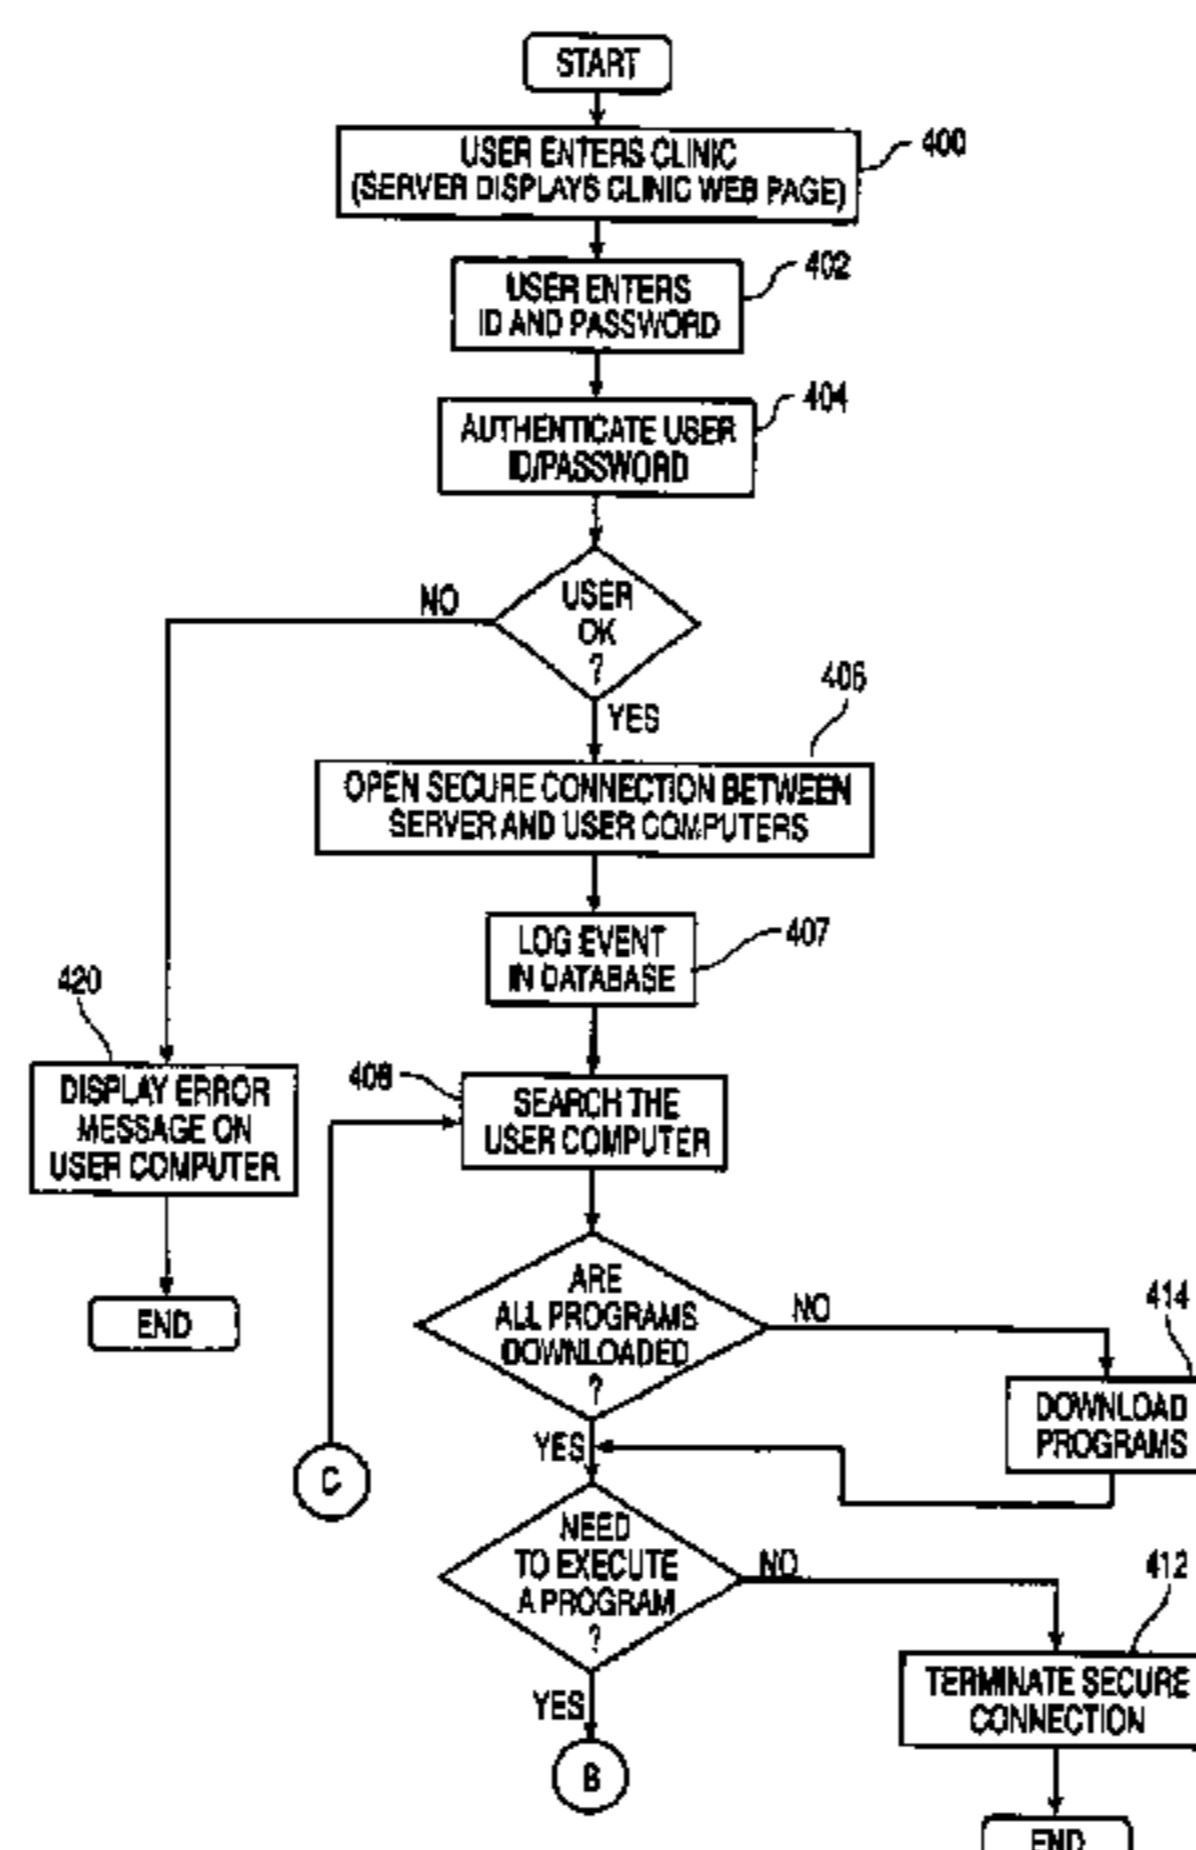 START
USER ENTERS CLINIC
(SERVER DISPLAYS CLINIC WEB PAGE)
400
USER ENTERS
ID AND PASSWORD
402
AUTHENTICATE USER
ID/PASSWORD
404
USER
OK
?
NO
YES
406
OPEN SECURE CONNECTION BETWEEN
SERVER AND USER COMPUTERS
LOG EVENT
IN DATABASE
407
420
DISPLAY ERROR
MESSAGE ON
USER COMPUTER
END
408
SEARCH THE
USER COMPUTER
ARE
ALL PROGRAMS
DOWNLOADED
?
NO
414
DOWNLOAD
PROGRAMS
YES
C
NEED
TO EXECUTE
A PROGRAM
?
NO
412
TERMINATE SECURE
CONNECTION
YES
B
END